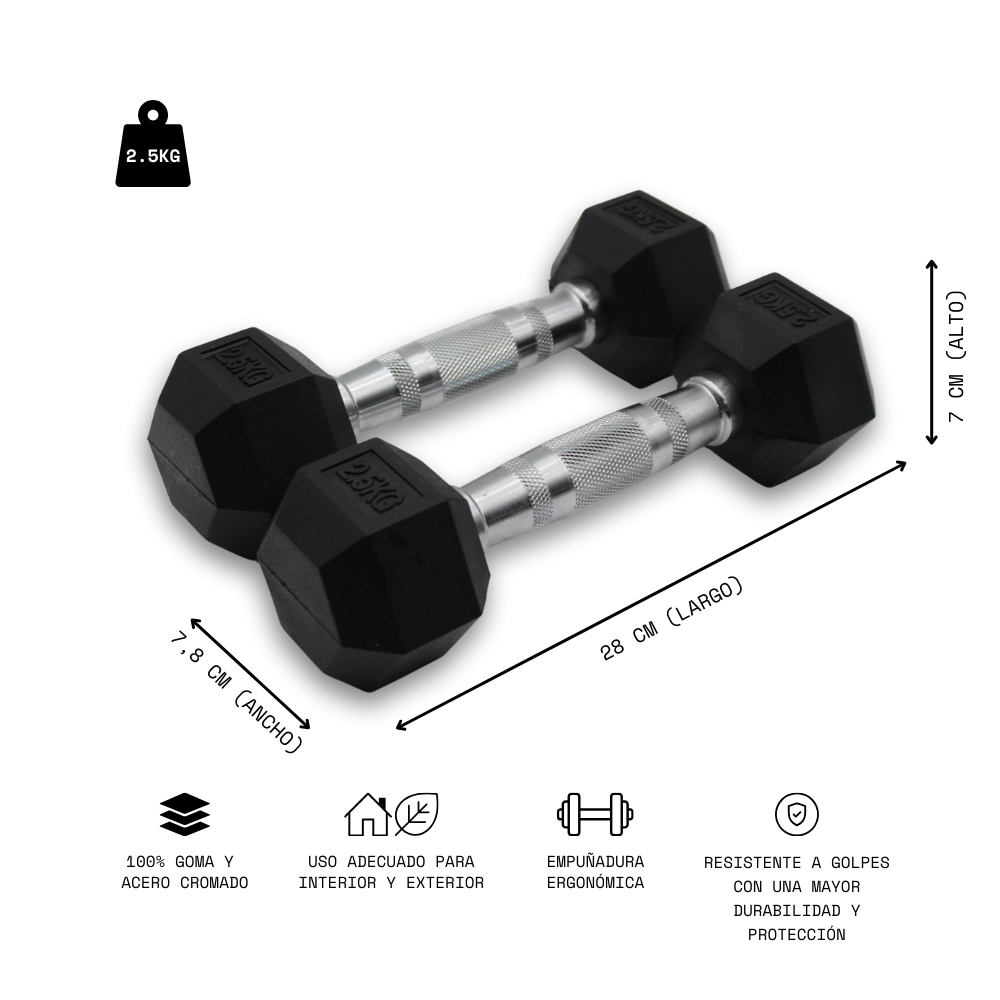 2.5KG
2.5KG
2.5KG
2.5KG
2.5KG
7 CM (ALTO)
28 CM (LARGO)
7,8 CM (ANCHO)
100% GOMA Y
ACERO CROMADO
USO ADECUADO PARA
INTERIOR Y EXTERIOR
EMPUÑADURA
ERGONÓMICA
RESISTENTE A GOLPES
CON UNA MAYOR
DURABILIDAD Y
PROTECCIÓN